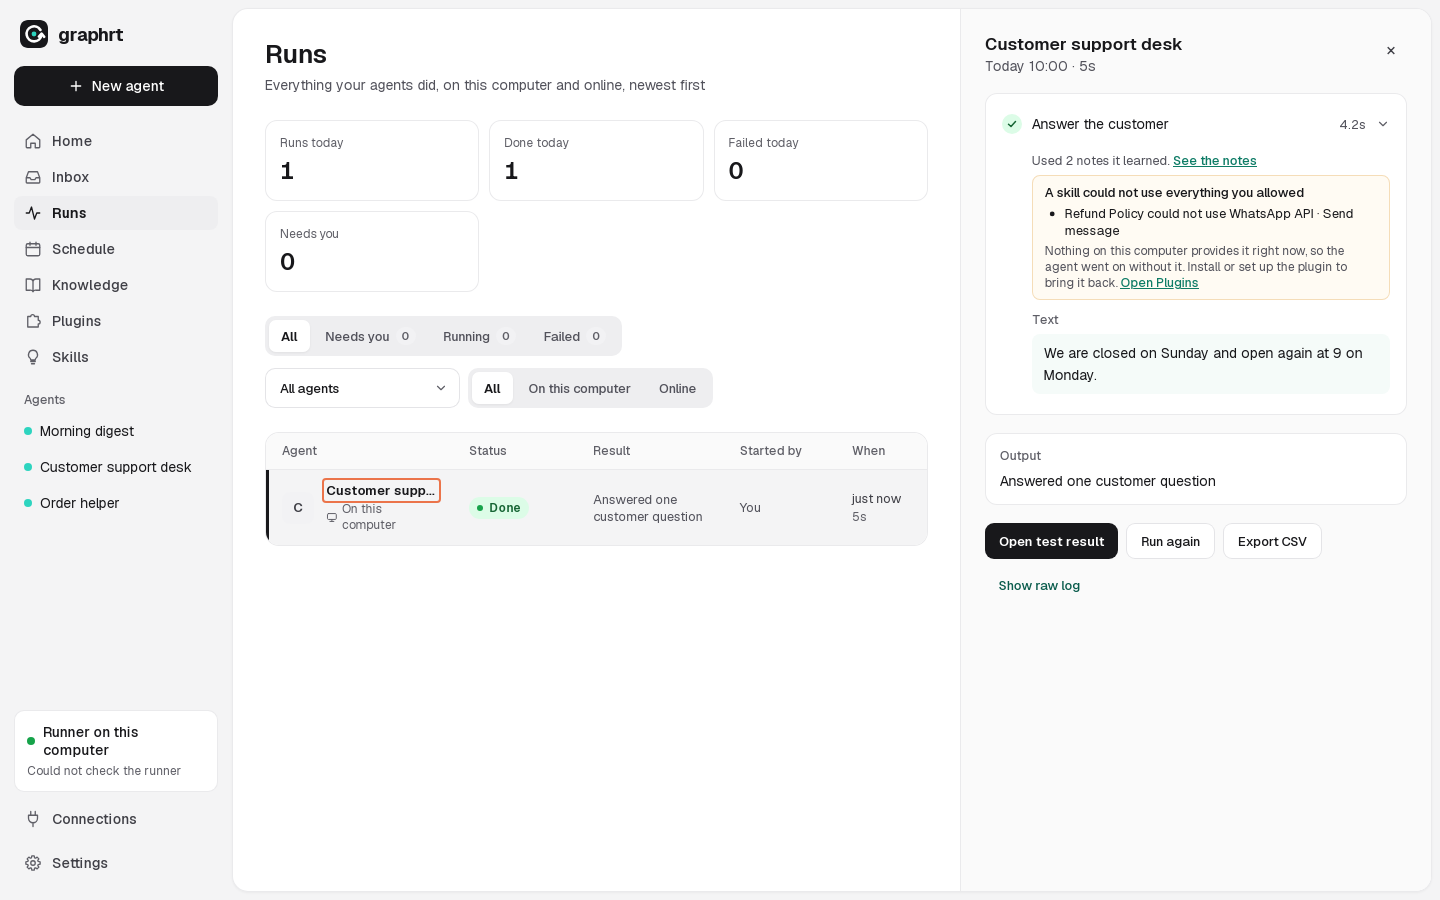 graphrt
New agent
Home
Inbox
Runs
Schedule
Knowledge
Plugins
Skills
Agents
Morning digest
Customer support desk
Order helper
Runner on this
computer
Could not check the runner
Connections
Settings
Runs
Everything your agents did, on this computer and online, newest first
Runs today
1
Done today
1
Failed today
0
Needs you
0
All
Needs you 0
Running 0
Failed 0
All agents
All
On this computer
Online
Agent
Status
Result
Started by
When
C
Customer supp...
On this
computer
Done
Answered one
customer question
You
just now
5s
Customer support desk
Today 10:00 · 5s
Answer the customer
4.2s
Used 2 notes it learned. See the notes
A skill could not use everything you allowed
• Refund Policy could not use WhatsApp API · Send
message
Nothing on this computer provides it right now, so the
agent went on without it. Install or set up the plugin to
bring it back. Open Plugins
Text
We are closed on Sunday and open again at 9 on
Monday.
Output
Answered one customer question
Open test result
Run again
Export CSV
Show raw log